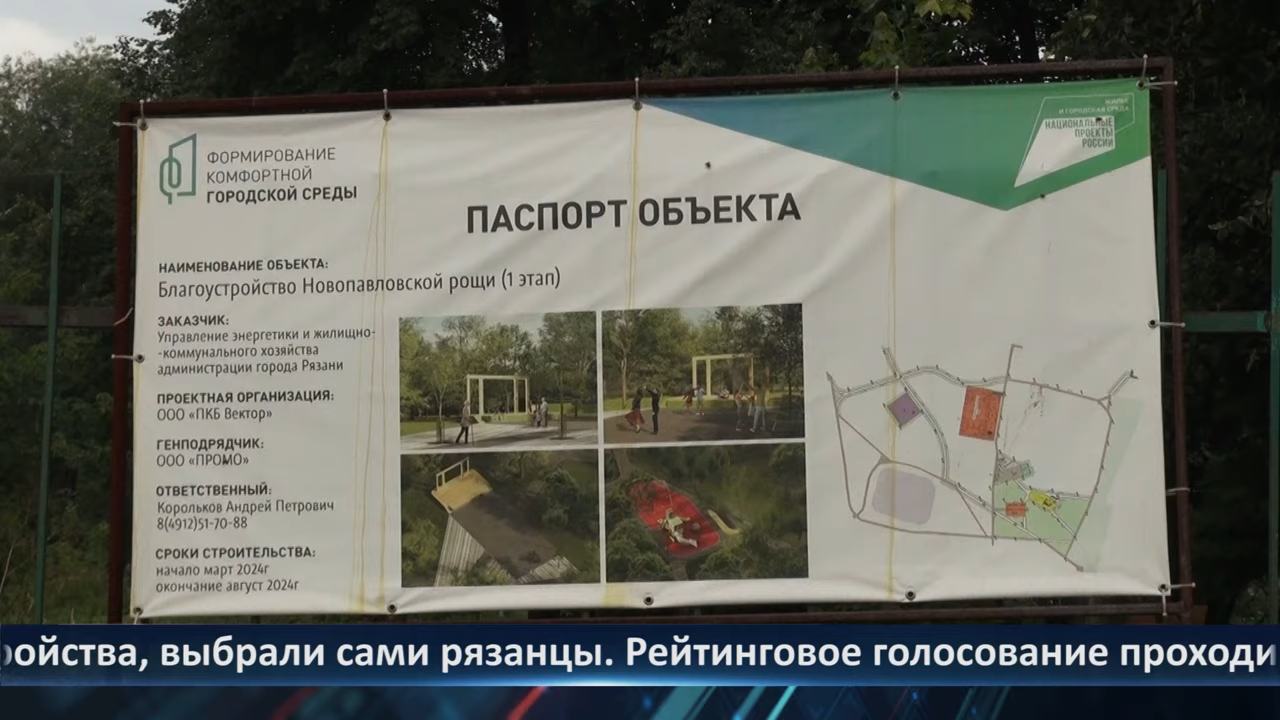 ФОРМИРОВАНИЕ
КОМФОРТНОЙ
ГОРОДСКОЙ СРЕДЫ
ЖИЛЬЕ
И ГОРОДСКАЯ СРЕДА
НАЦИОНАЛЬНЫЕ
ПРОЕКТЫ
РОССИИ
ПАСПОРТ ОБЪЕКТА
НАИМЕНОВАНИЕ ОБЪЕКТА:
Благоустройство Новопавловской рощи (1 этап)
ЗАКАЗЧИК:
Управление энергетики и жилищно-
-коммунального хозяйства
администрации города Рязани
ПРОЕКТНАЯ ОРГАНИЗАЦИЯ:
ООО «ПКБ Вектор»
ГЕНПОДРЯДЧИК:
ООО «ПРОМО»
ОТВЕТСТВЕННЫЙ:
Корольков Андрей Петрович
8(4912)51-70-88
СРОКИ СТРОИТЕЛЬСТВА:
начало март 2024г
окончание август 2024г
ройства, выбрали сами рязанцы. Рейтинговое голосование проходи